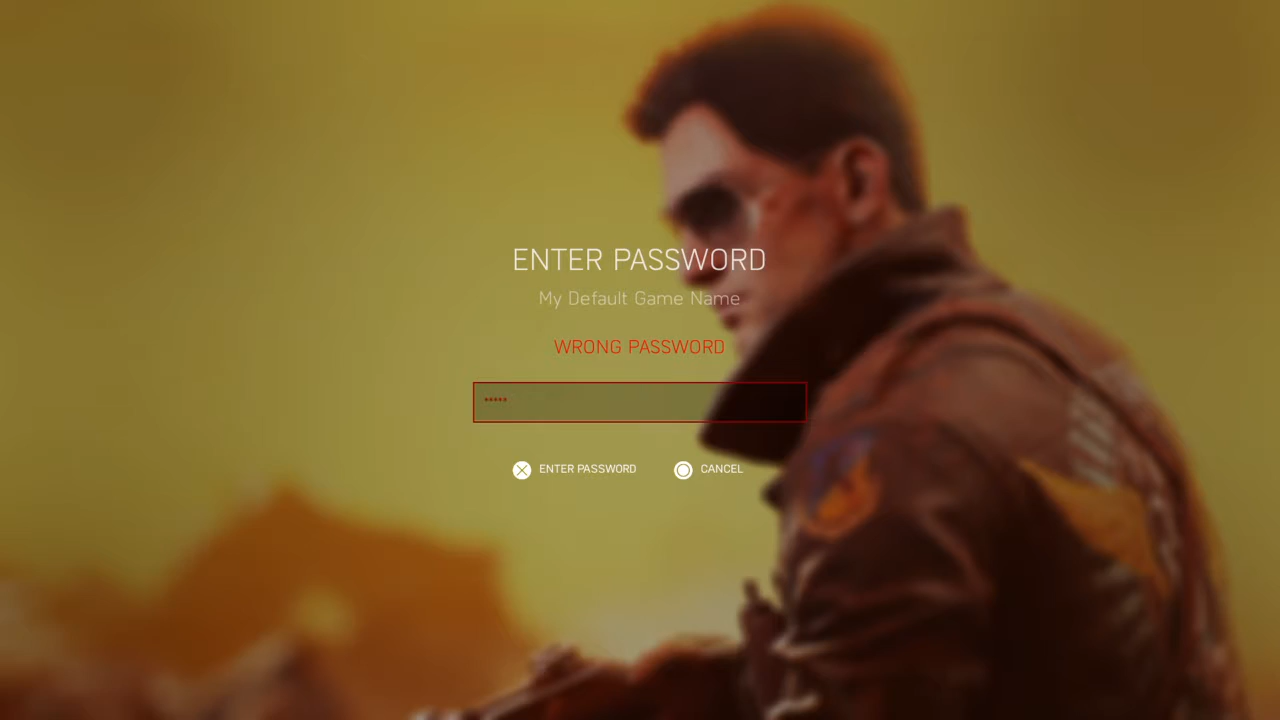 ENTER PASSWORD
My Default Game Name
WRONG PASSWORD
*****
ENTER PASSWORD CANCEL